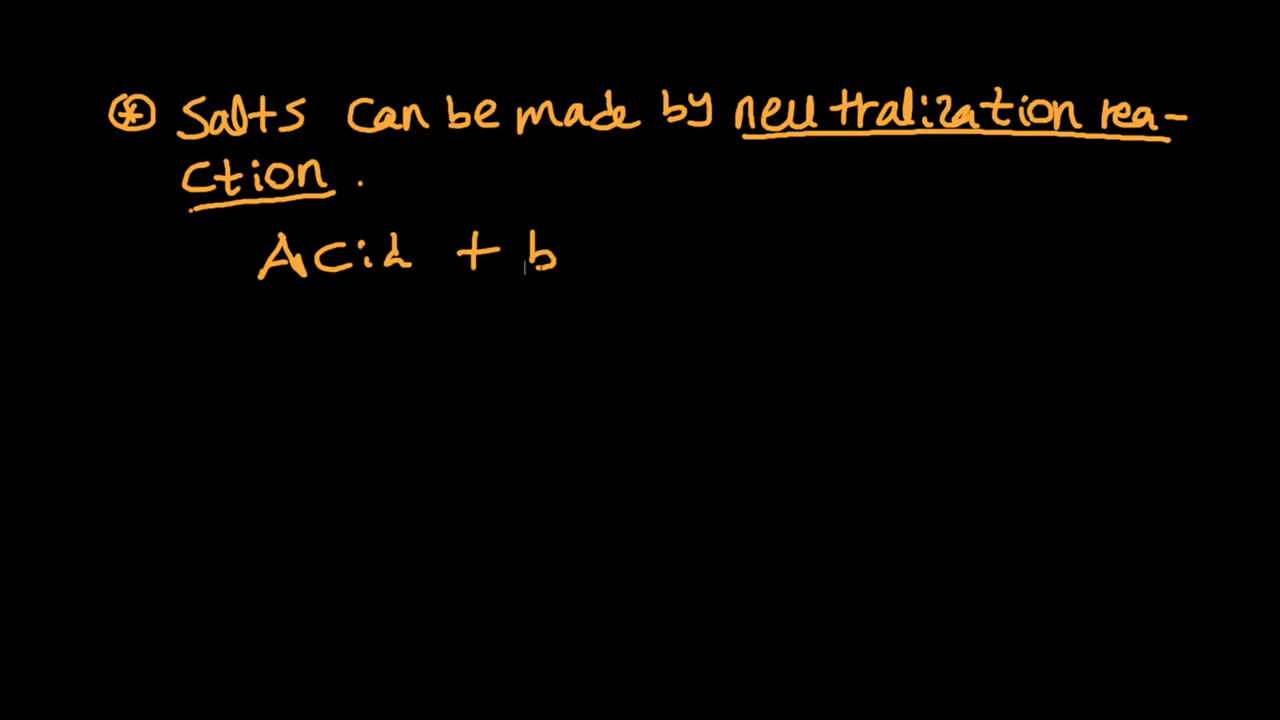 ⊛ Salts can be made by neutralization rea-
ction .
Acid + b